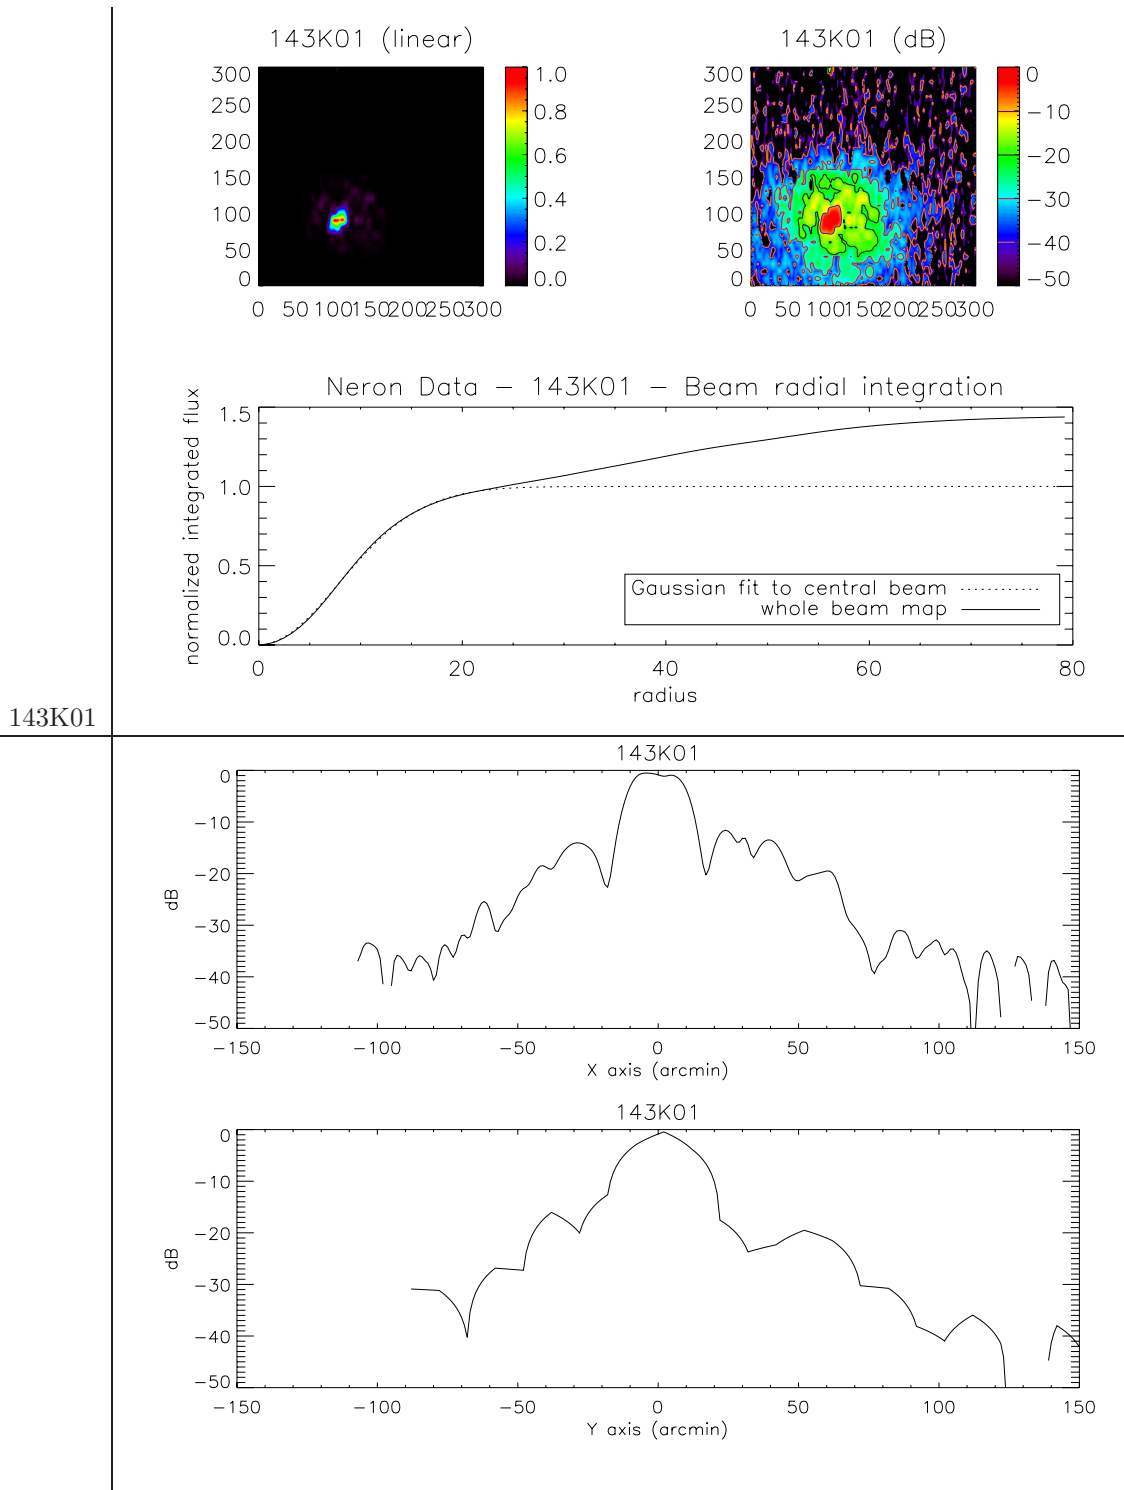 143K01 (linear)
300
250
200
150
100
50
0
0 50 100 150 200 250 300
1.0
0.8
0.6
0.4
0.2
0.0
143K01 (dB)
300
250
200
150
100
50
0
0 50 100 150 200 250 300
0
−10
−20
−30
−40
−50
Neron Data − 143K01 − Beam radial integration
normalized integrated flux
1.5
1.0
0.5
0.0
Gaussian fit to central beam
whole beam map
0 20 40 60 80
radius
143K01
143K01
dB
0
−10
−20
−30
−40
−50
−150 −100 −50 0 50 100 150
X axis (arcmin)
143K01
dB
0
−10
−20
−30
−40
−50
−150 −100 −50 0 50 100 150
Y axis (arcmin)